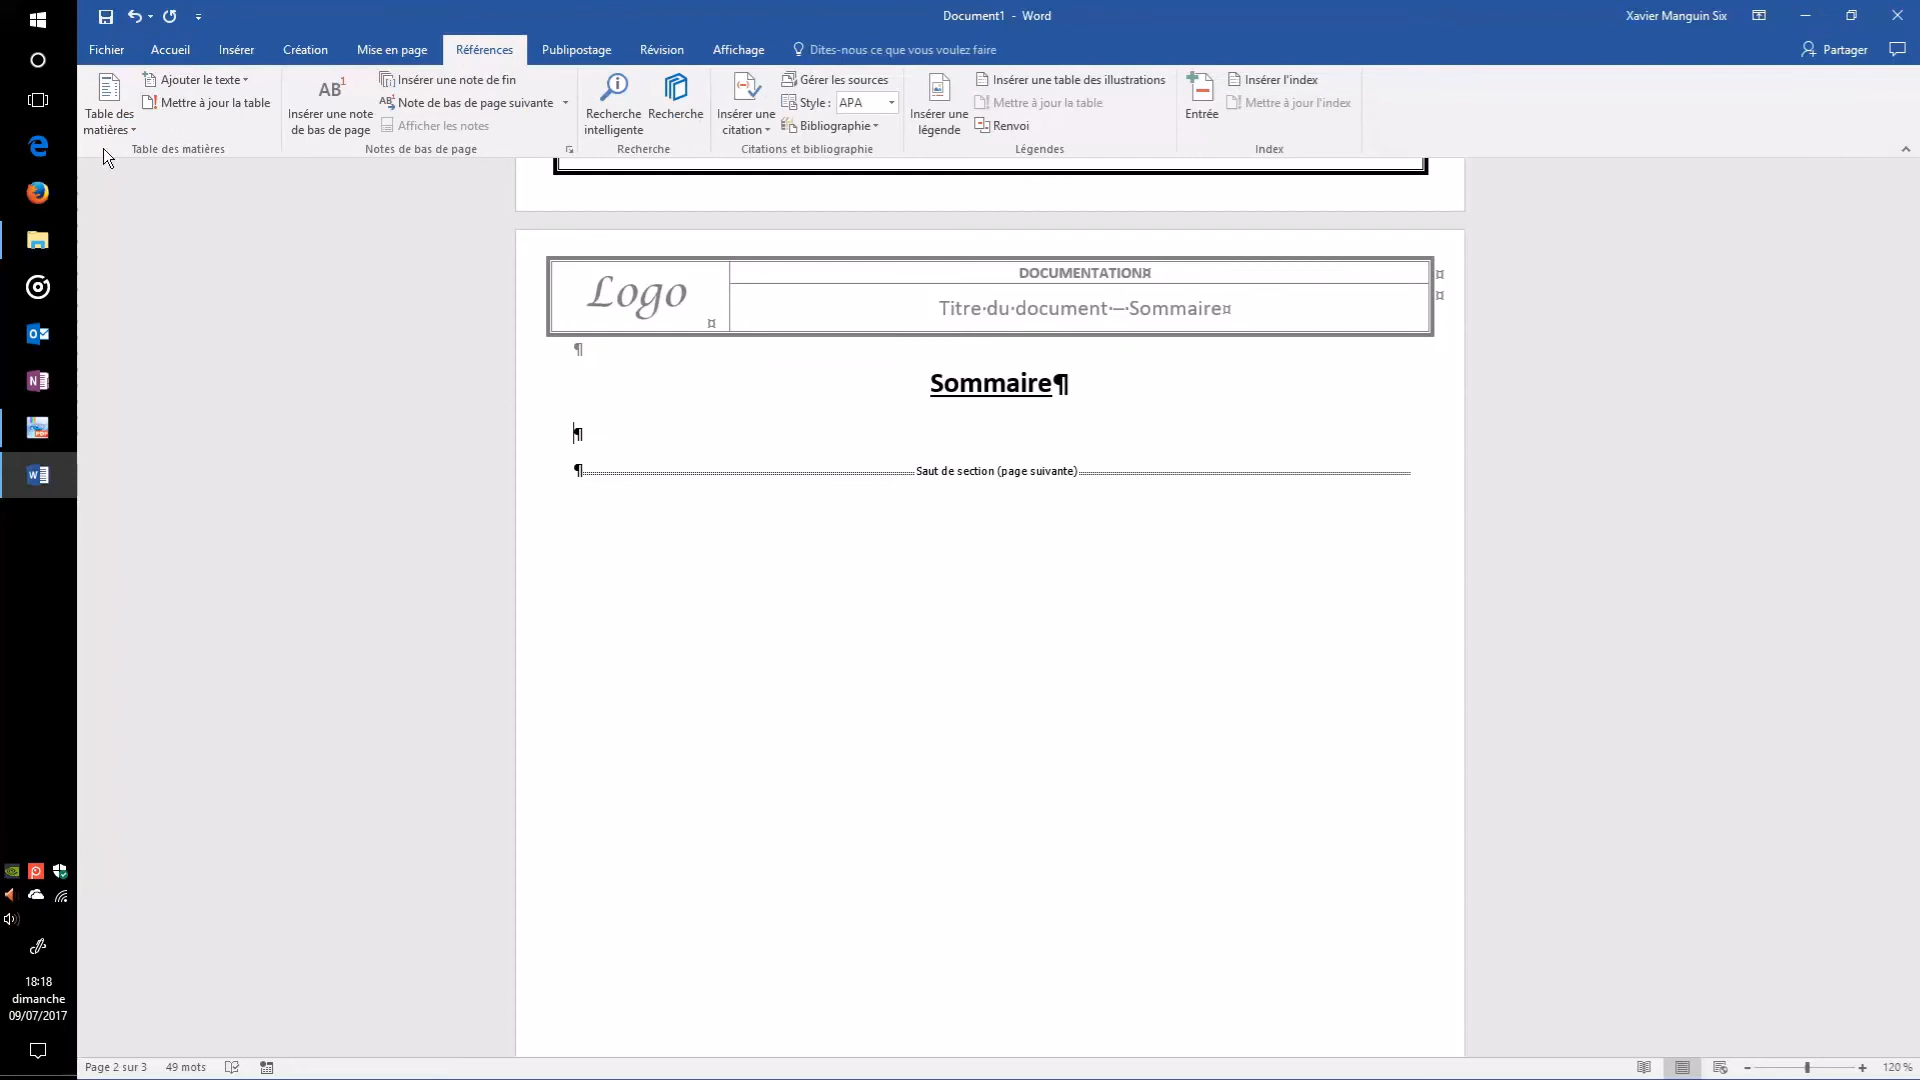 Document1 - Word
Xavier Manguin Six
Fichier Accueil Insérer Création Mise en page Références Publipostage Révision Affichage Dites-nous ce que vous voulez faire Partager
Table des matières
Ajouter le texte
Mettre à jour la table
Table des matières
AB¹
Insérer une note de bas de page
Insérer une note de fin
Note de bas de page suivante
Afficher les notes
Notes de bas de page
Recherche intelligente
Recherche
Recherche
Insérer une citation
Gérer les sources
Style : APA
Bibliographie
Citations et bibliographie
Insérer une légende
Insérer une table des illustrations
Mettre à jour la table
Renvoi
Légendes
Entrée
Insérer l'index
Mettre à jour l'index
Index
Logo¤
DOCUMENTATION¤
Titre·du·document·–·Sommaire¤
¤
¤
¶
Sommaire¶
¶
¶ Saut de section (page suivante)
18:18
dimanche
09/07/2017
Page 2 sur 3 49 mots
120 %